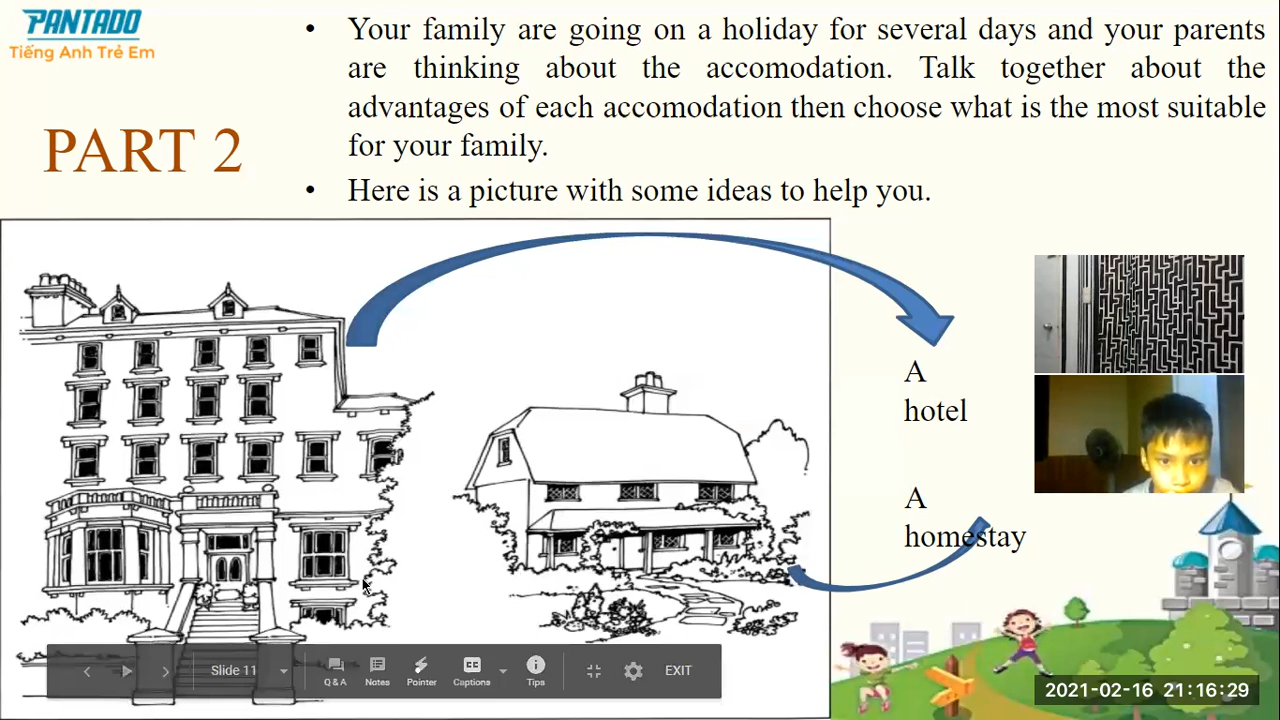 PANTADO
Tiếng Anh Trẻ Em
PART 2
• Your family are going on a holiday for several days and your parents
are thinking about the accomodation. Talk together about the
advantages of each accomodation then choose what is the most suitable
for your family.
• Here is a picture with some ideas to help you.
A
hotel
A
homestay
Slide 11
Q & A
Notes
Pointer
CC
Captions
Tips
EXIT
2021-02-16 21:16:29